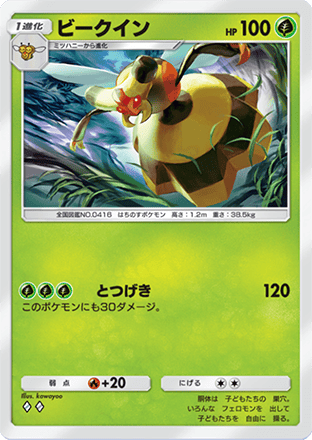 1進化 ビークイン HP 100
ミツハニーから進化
全国図鑑NO.0416 はちのすポケモン 高さ：1.2m 重さ：38.5kg
とつげき 120
このポケモンにも30ダメージ。
弱点 +20 にげる
Illus. kawayoo
胴体は 子どもたちの 巣穴。
いろんな フェロモンを 出して
子どもたちを 自由に 操る。